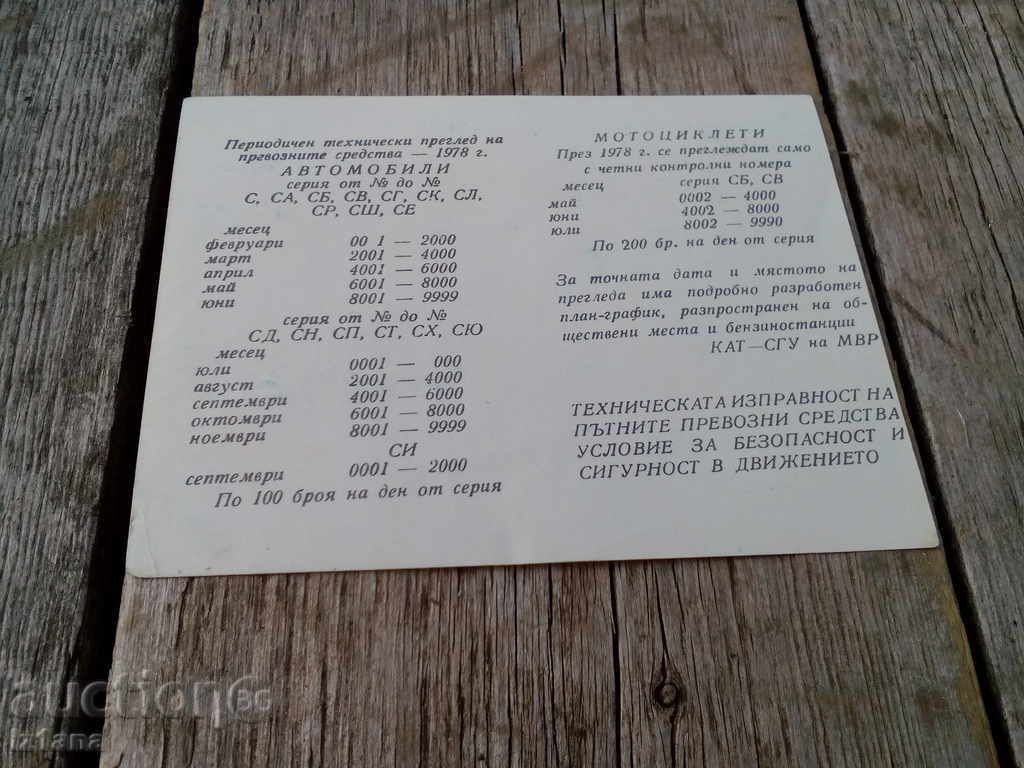 Периодичен технически преглед на
првгозните средства — 1978 г.
АВТОМОБИЛИ
серия от № до №
С, СА, СБ, СВ, СГ, СК, СЛ,
СР, СШ, СЕ
месец
февруари 00 1 — 2000
март 2001 — 4000
април 4001 — 6000
май 6001 — 8000
юни 8001 — 9999
серия от № до №
СД, СН, СП, СТ, СХ, СЮ
месец
юли 0001 — 000
август 2001 — 4000
септември 4001 — 6000
октомври 6001 — 8000
ноември 8001 — 9999
СИ
септември 0001 — 2000
По 100 броя на ден от серия
МОТОЦИКЛЕТИ
През 1978 г. се преглеждат само
с четни контролни номера
месец серия СБ, СВ
май 0002 — 4000
юни 4002 — 8000
юли 8002 — 9990
По 200 бр. на ден от серия
За точната дата и мястото на
прегледа има подробно разработен
план-график, разпространен на об-
ществени места и бензиностанции
КАТ—СГУ на МВР
ТЕХНИЧЕСКАТА ИЗПРАВНОСТ НА
ПЪТНИТЕ ПРЕВОЗНИ СРЕДСТВА
УСЛОВИЕ ЗА БЕЗОПАСНОСТ И
СИГУРНОСТ В ДВИЖЕНИЕТО
auction BG
iz1ana